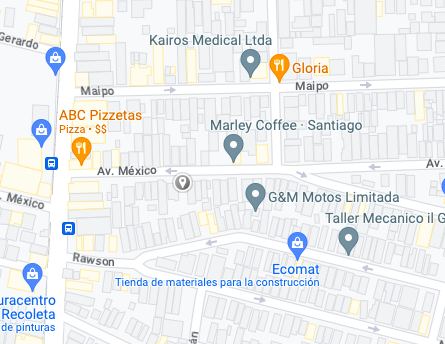 Gerardo
Kairos Medical Ltda
Gloria
Maipo
Maipo
ABC Pizzetas
Pizza • $$
Marley Coffee · Santiago
Av. México
Av.
México
G&M Motos Limitada
Taller Mecanico il G
Rawson
Ecomat
Tienda de materiales para la construcción
uracentro
Recoleta
de pinturas
án